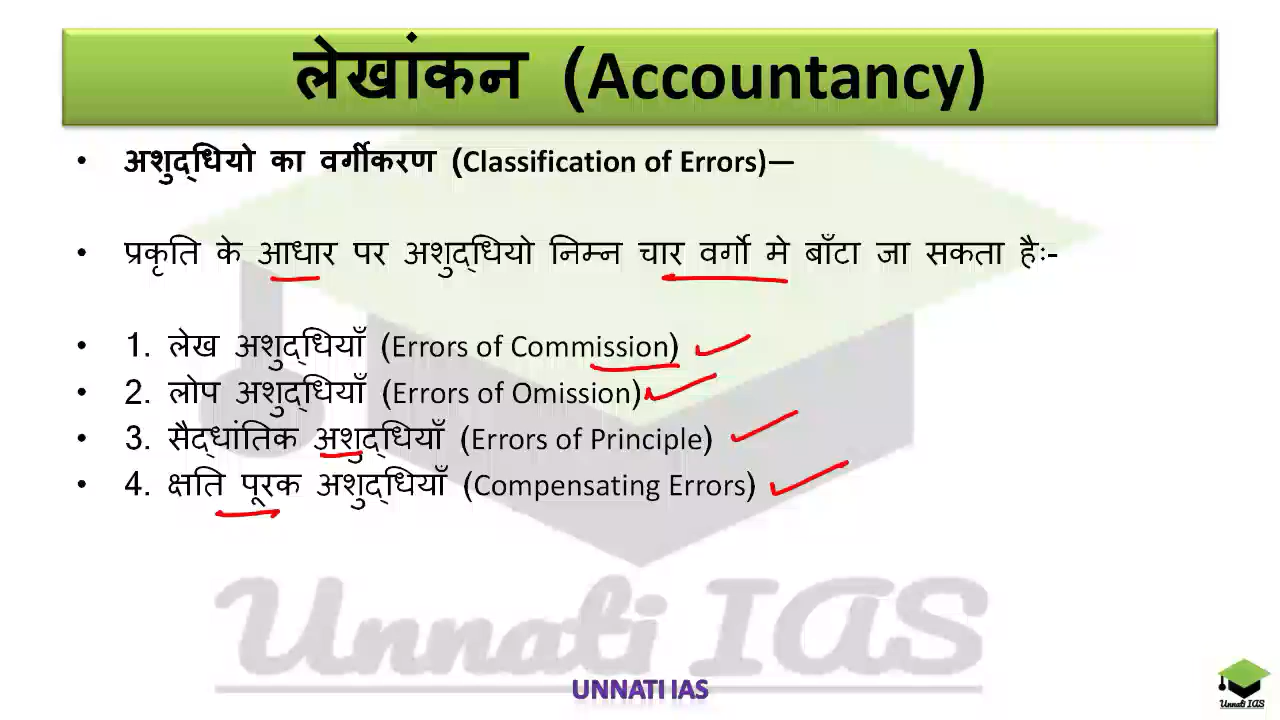 लेखांकन (Accountancy)
• अशुद्धियो का वर्गीकरण (Classification of Errors)—
• प्रकृति के आधार पर अशुद्धियो निम्न चार वर्गो मे बाँटा जा सकता हैः-
• 1. लेख अशुद्धियाँ (Errors of Commission)
• 2. लोप अशुद्धियाँ (Errors of Omission)
• 3. सैद्धांतिक अशुद्धियाँ (Errors of Principle)
• 4. क्षति पूरक अशुद्धियाँ (Compensating Errors)
Unnati IAS
UNNATI IAS
Unnati IAS